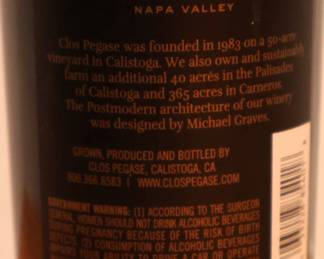 NAPA VALLEY
Clos Pegase was founded in 1983 on a 50-acre
vineyard in Calistoga. We also own and sustainably
farm an additional 40 acres in the Palisades
of Calistoga and 365 acres in Carneros.
The Postmodern architecture of our winery
was designed by Michael Graves.
GROWN, PRODUCED AND BOTTLED BY
CLOS PEGASE, CALISTOGA, CA
800.366.8583 | WWW.CLOSPEGASE.COM
GOVERNMENT WARNING: (1) ACCORDING TO THE SURGEON
GENERAL, WOMEN SHOULD NOT DRINK ALCOHOLIC BEVERAGES
DURING PREGNANCY BECAUSE OF THE RISK OF BIRTH
DEFECTS. (2) CONSUMPTION OF ALCOHOLIC BEVERAGES
IMPAIRS YOUR ABILITY TO DRIVE A CAR OR OPERATE